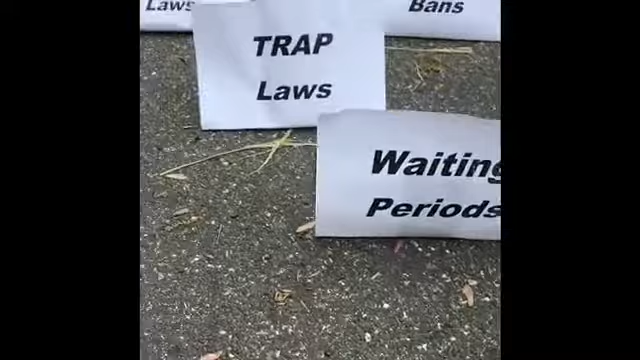 Laws
Bans
TRAP
Laws
Waiting
Periods